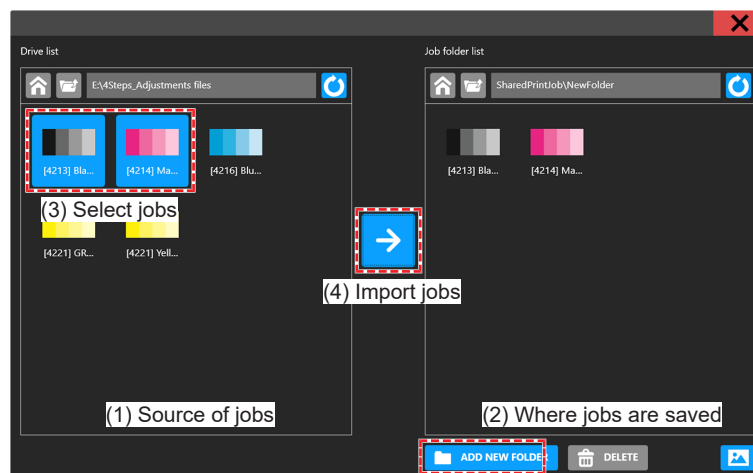 Drive list
Job folder list
E:\4Steps_Adjustments files
SharedPrintJob\NewFolder
[4213] Bla...
[4214] Ma...
[4216] Blu...
[4213] Bla...
[4214] Ma...
(3) Select jobs
[4221] GR...
[4221] Yell...
(4) Import jobs
(1) Source of jobs
(2) Where jobs are saved
ADD NEW FOLDER
DELETE